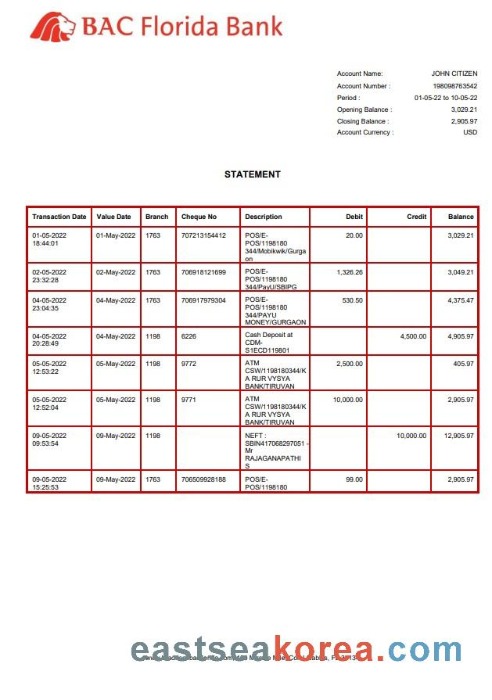 BAC Florida Bank
Account Name: JOHN CITIZEN
Account Number : 198098763542
Period : 01-05-22 to 10-05-22
Opening Balance : 3,029.21
Closing Balance : 2,905.97
Account Currency : USD
STATEMENT
Transaction Date Value Date Branch Cheque No Description Debit Credit Balance
01-05-2022 01-May-2022 1763 707213154412 POS/E- 20.00 3,029.21
18:44:01 POS/1198180
344/Mobikwik/Gurga
on
02-05-2022 02-May-2022 1763 706918121699 POS/E- 1,326.26 3,049.21
23:32:28 POS/1198180
344/PayU/SBIPG
04-05-2022 04-May-2022 1763 706917979304 POS/E- 530.50 4,375.47
23:04:35 POS/1198180
344/PAYU
MONEY/GURGAON
04-05-2022 04-May-2022 1198 6226 Cash Deposit at 4,500.00 4,905.97
20:28:49 CDM-
S1ECD119801
05-05-2022 05-May-2022 1198 9772 ATM 2,500.00 405.97
12:53:22 CSW/1198180344/K
A RUR VYSYA
BANK/TIRUVAN
05-05-2022 05-May-2022 1198 9771 ATM 10,000.00 2,905.97
12:52:04 CSW/1198180344/K
A RUR VYSYA
BANK/TIRUVAN
09-05-2022 09-May-2022 1198 NEFT : 10,000.00 12,905.97
09:53:54 SBIN417068297051 -
Mr
RAJAGANAPATHI
S
09-05-2022 09-May-2022 1763 706509928188 POS/E- 99.00 2,905.97
15:25:53 POS/1198180
eastseakorea.com